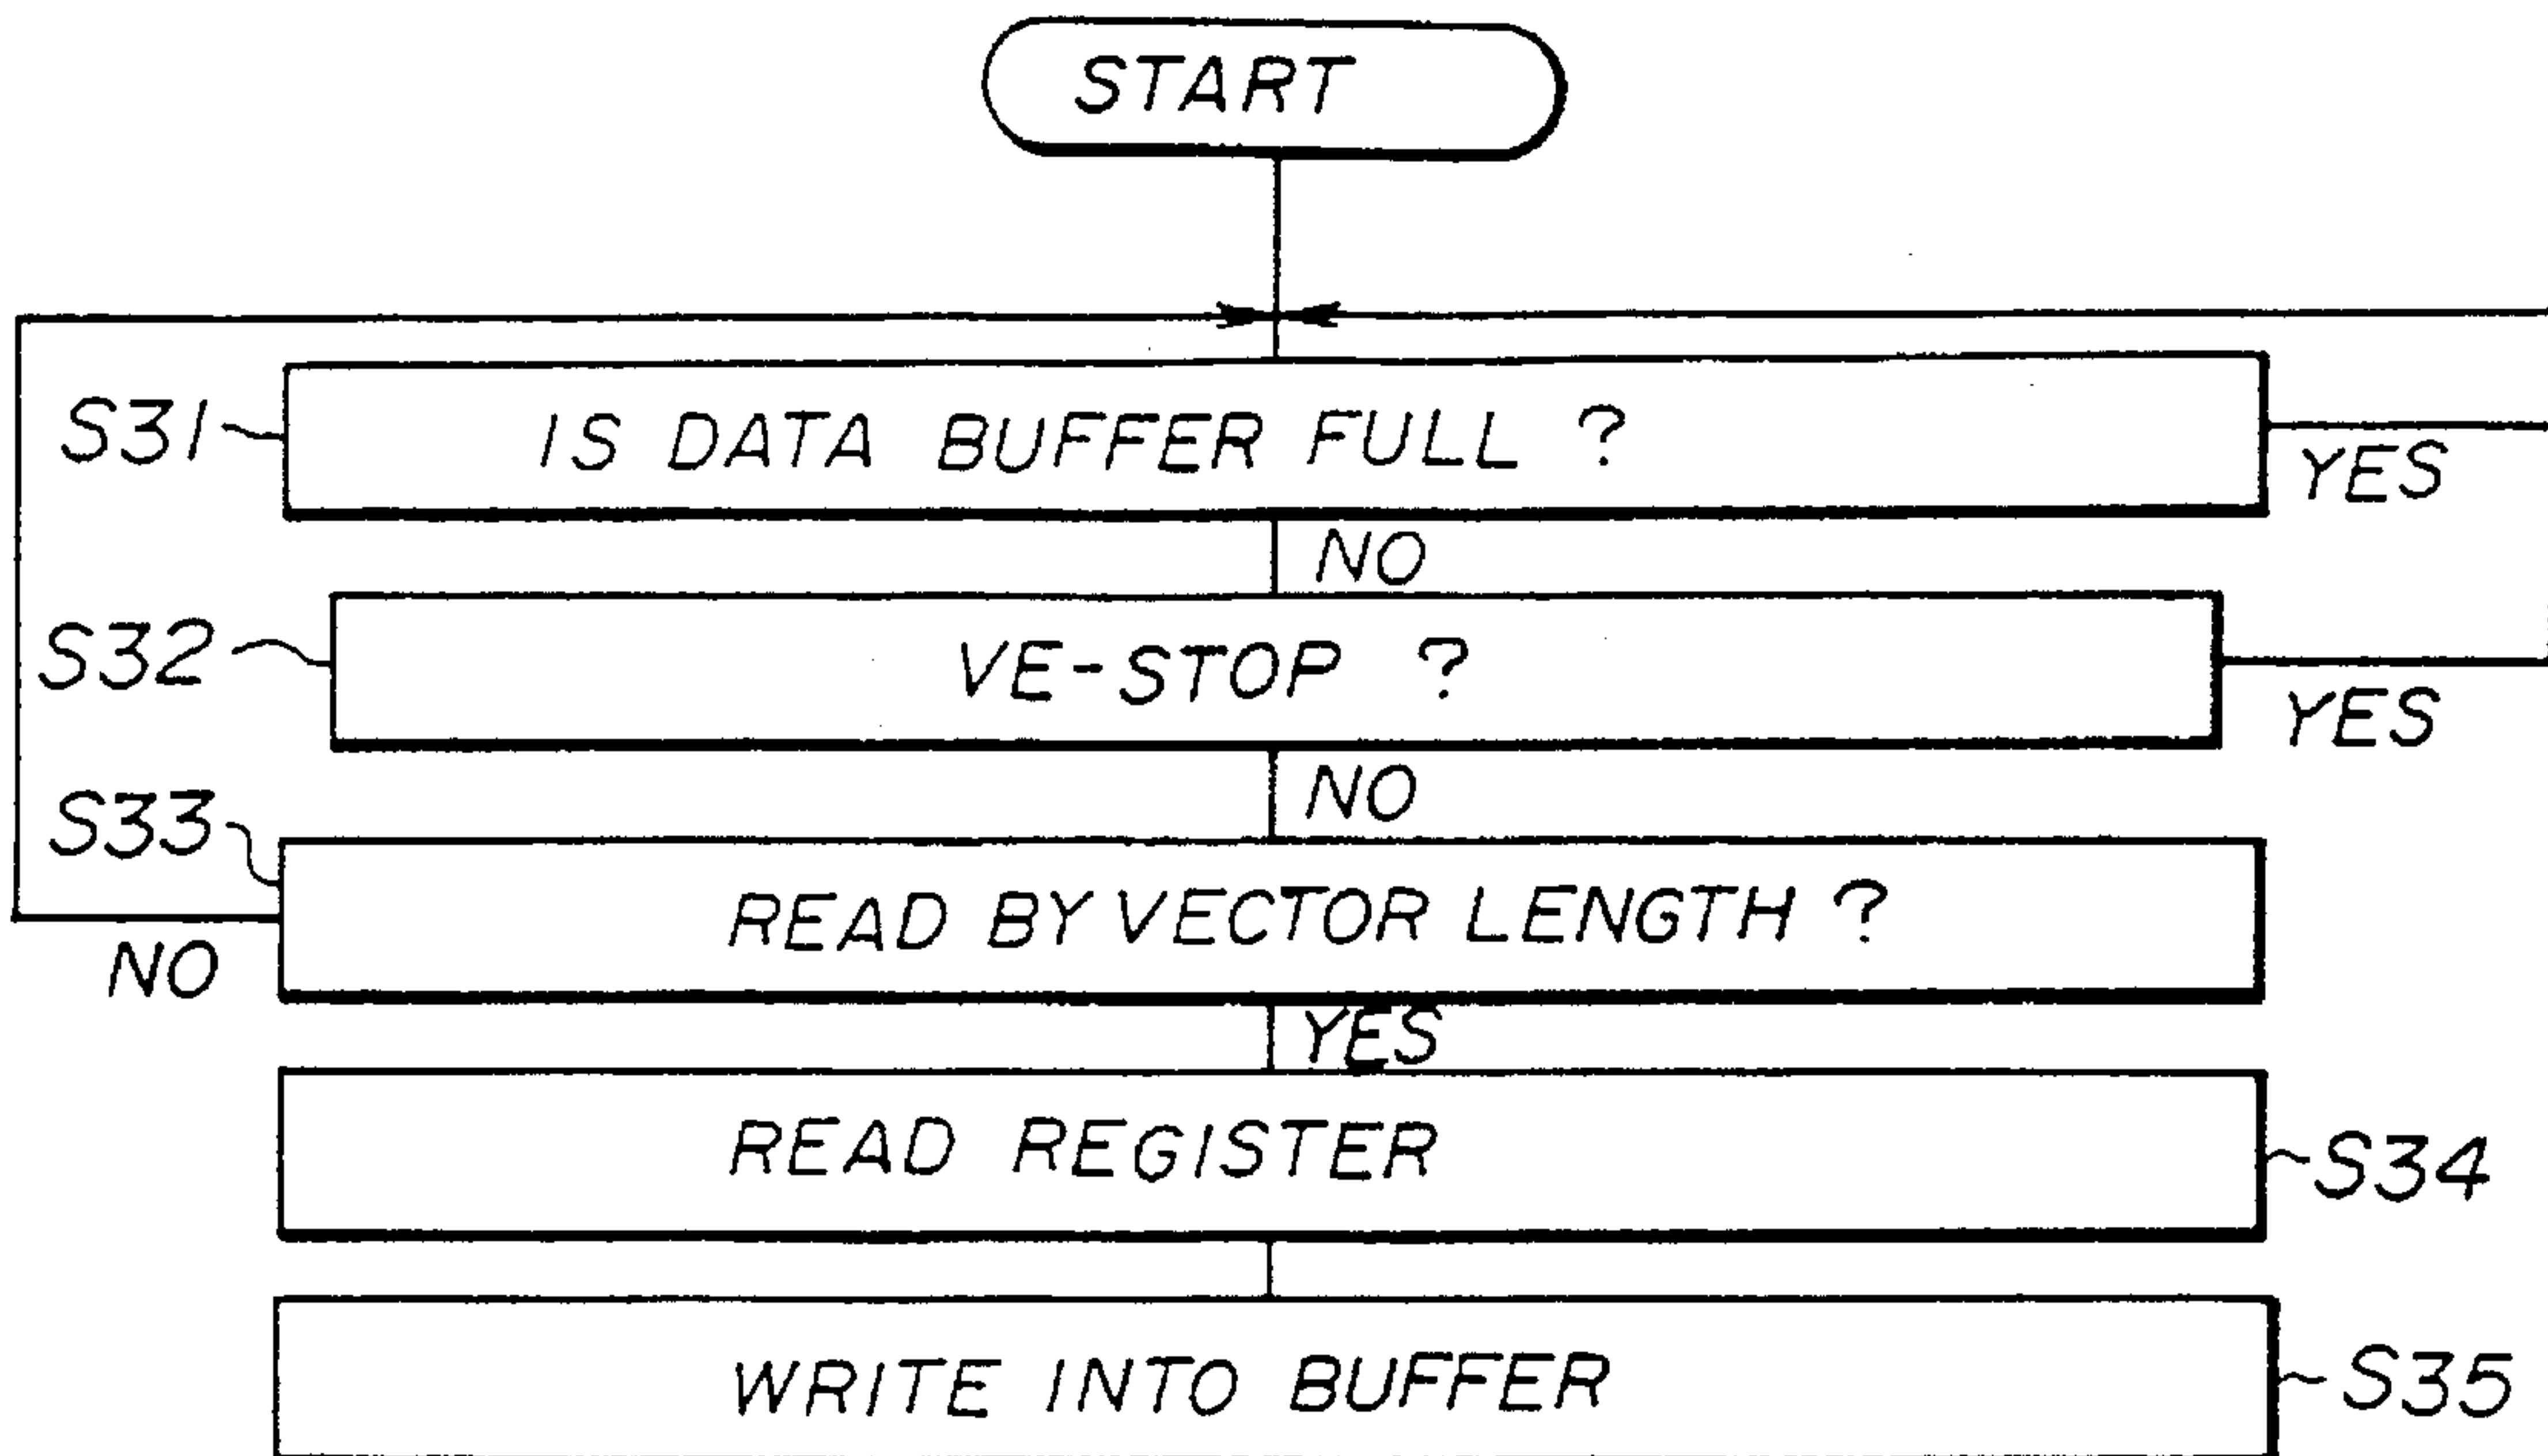 START
S31
IS DATA BUFFER FULL ?
YES
NO
S32
VE-STOP ?
YES
NO
S33
READ BY VECTOR LENGTH ?
NO
YES
READ REGISTER
S34
WRITE INTO BUFFER
S35